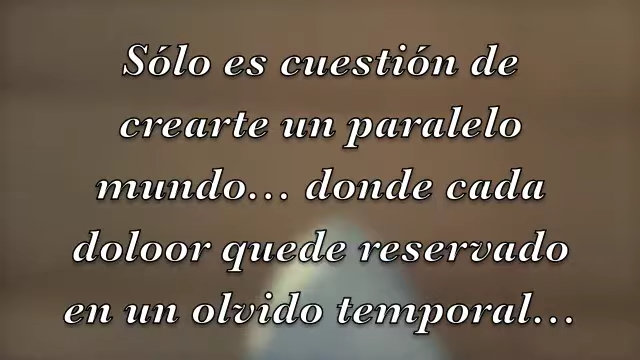 Sólo es cuestión de
crearte un paralelo
mundo... donde cada
doloor quede reservado
en un olvido temporal...